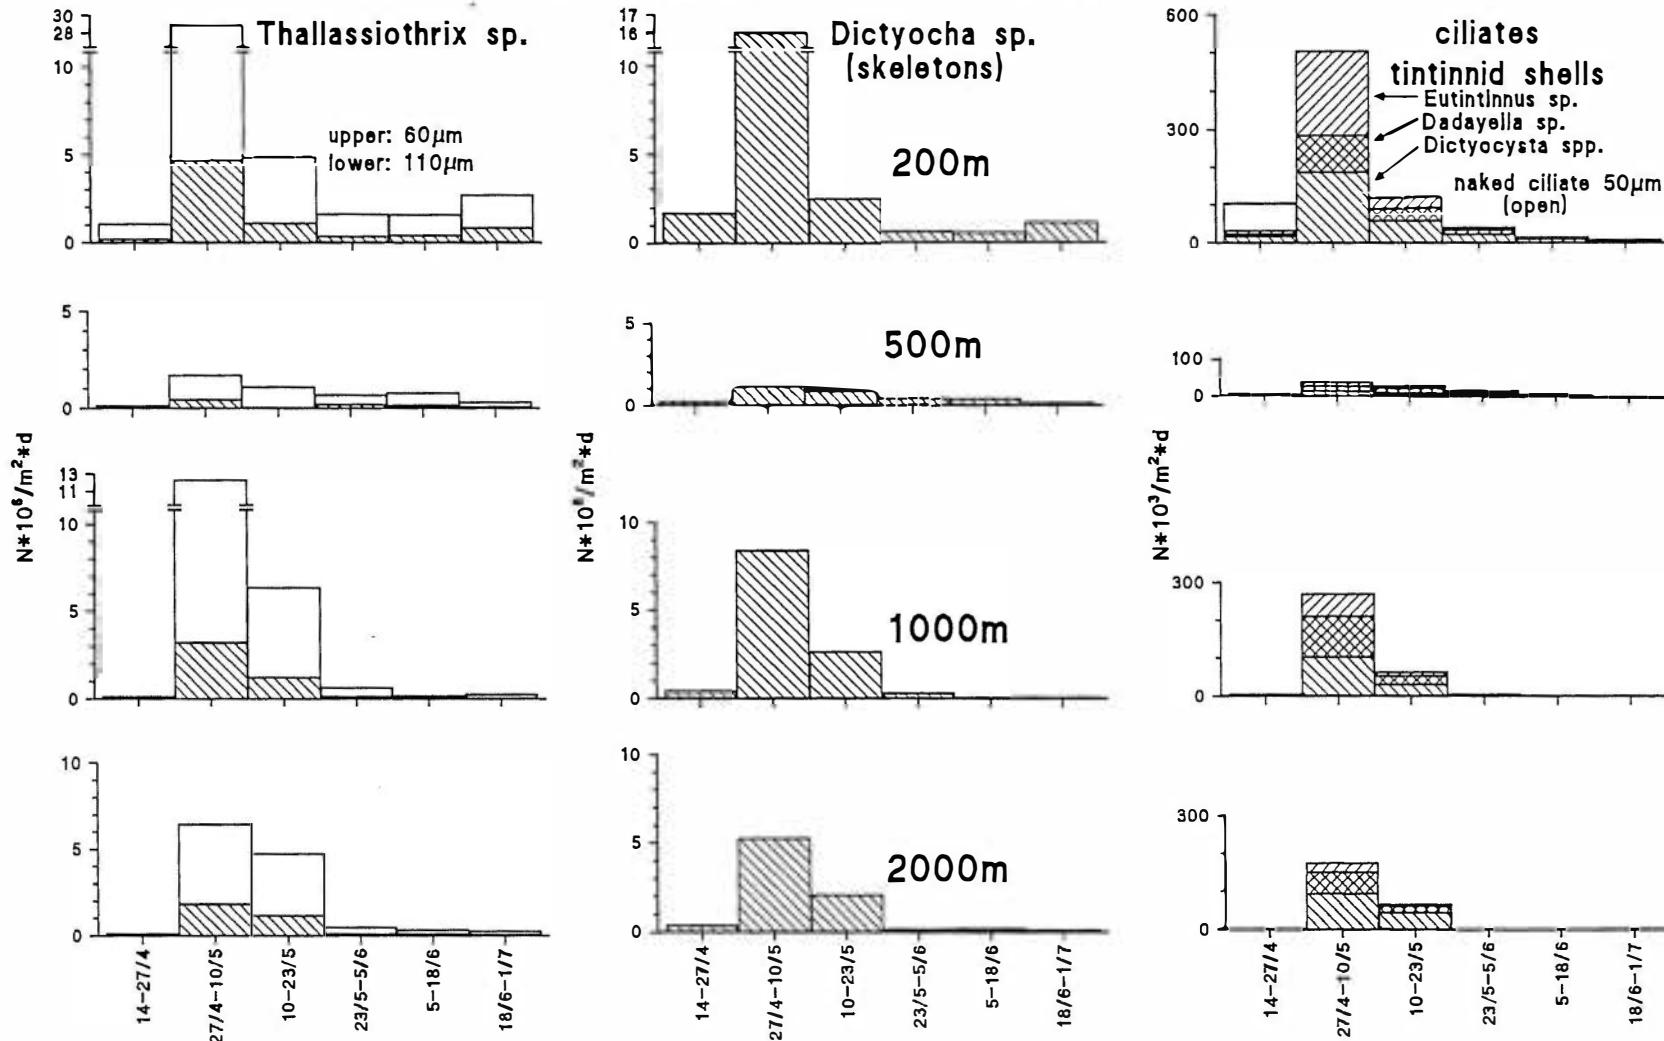 Thallassiothrix sp.
upper: 60µm
lower: 110µm
30
28
10
5
0
Dictyocha sp.
(skeletons)
200m
17
16
10
5
0
ciliates
tintinnid shells
Eutintinnus sp.
Dadayella sp.
Dictyocysta spp.
naked ciliate 50µm
(open)
600
300
0
5
0
500m
5
0
100
0
N*10⁶/m²*d
13
11
10
5
0
N*10⁶/m²*d
1000m
10
5
0
N*10³/m²*d
300
0
10
5
0
2000m
10
5
0
300
0
14–27/4
27/4–10/5
10–23/5
23/5–5/6
5–18/6
18/6–1/7
14–27/4
27/4–10/5
10–23/5
23/5–5/6
5–18/6
18/6–1/7
14–27/4
27/4–10/5
10–23/5
23/5–5/6
5–18/6
18/6–1/7